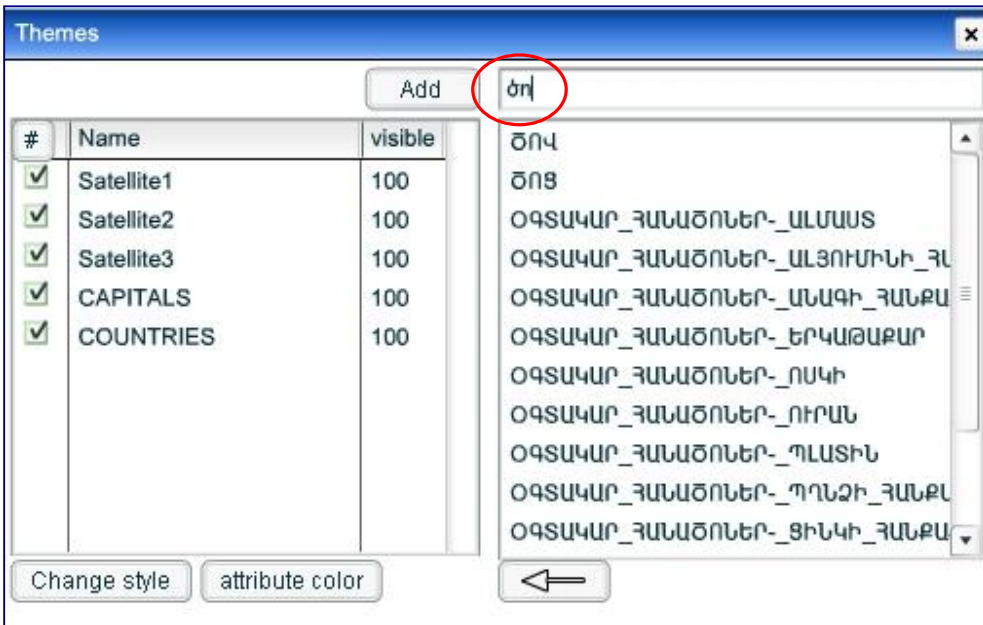 Themes
Add
ծո
# Name visible
Satellite1 100
Satellite2 100
Satellite3 100
CAPITALS 100
COUNTRIES 100
ԾՈՎ
ԾՈՑ
ՕԳՏԱԿԱՐ_ՀԱՆԱԾՈՆԵՐ-_ԱԼՄԱՍՏ
ՕԳՏԱԿԱՐ_ՀԱՆԱԾՈՆԵՐ-_ԱԼՅՈՒՄԻՆԻ_ՀԱ
ՕԳՏԱԿԱՐ_ՀԱՆԱԾՈՆԵՐ-_ԱՆԱԳԻ_ՀԱՆՔԱ
ՕԳՏԱԿԱՐ_ՀԱՆԱԾՈՆԵՐ-_ԵՐԿԱԹԱՔԱՐ
ՕԳՏԱԿԱՐ_ՀԱՆԱԾՈՆԵՐ-_ՈՍԿԻ
ՕԳՏԱԿԱՐ_ՀԱՆԱԾՈՆԵՐ-_ՈՒՐԱՆ
ՕԳՏԱԿԱՐ_ՀԱՆԱԾՈՆԵՐ-_ՊԼԱՏԻՆ
ՕԳՏԱԿԱՐ_ՀԱՆԱԾՈՆԵՐ-_ՊՂՆՁԻ_ՀԱՆՔԱ
ՕԳՏԱԿԱՐ_ՀԱՆԱԾՈՆԵՐ-_ՑԻՆԿԻ_ՀԱՆՔԱ
Change style
attribute color